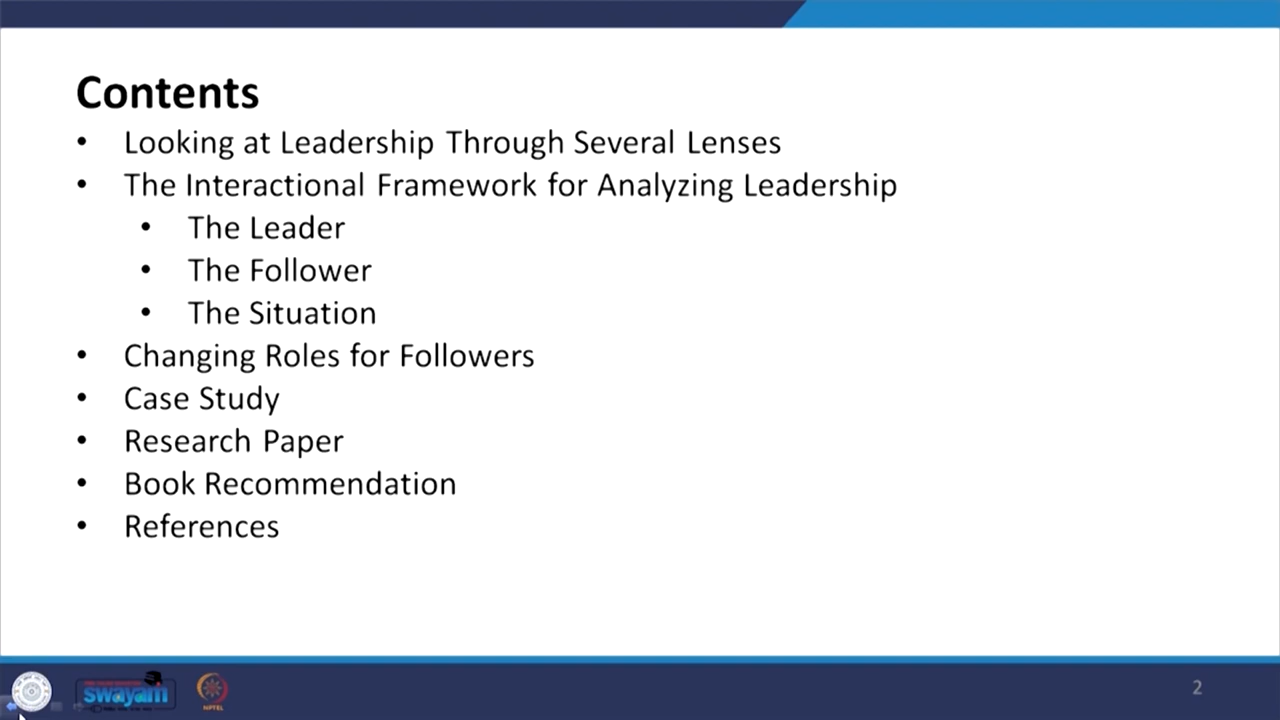 Contents
• Looking at Leadership Through Several Lenses
• The Interactional Framework for Analyzing Leadership
• The Leader
• The Follower
• The Situation
• Changing Roles for Followers
• Case Study
• Research Paper
• Book Recommendation
• References
swayam
NPTEL
2